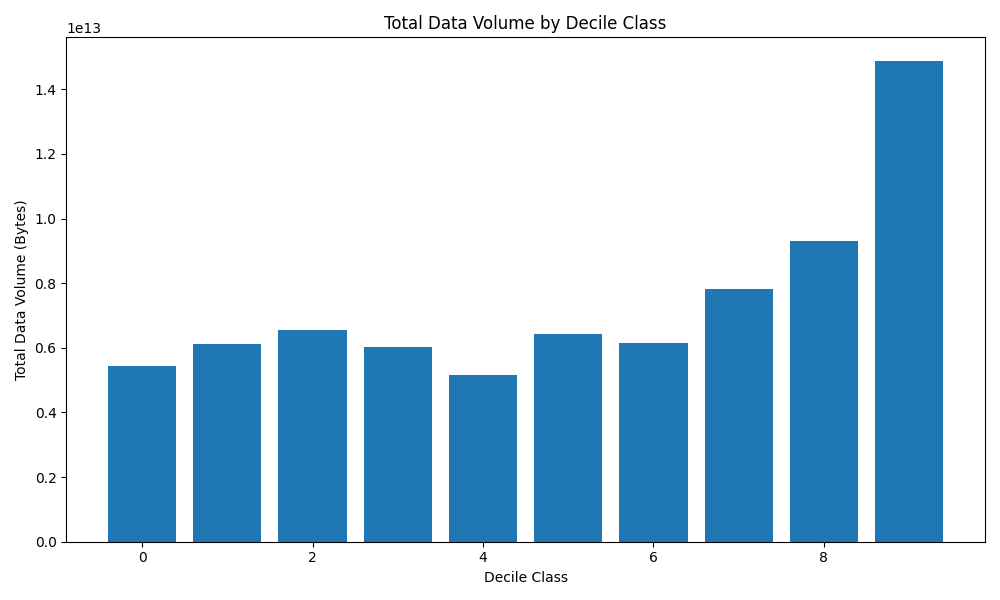 Total Data Volume by Decile Class
1e13
1.4
1.2
1.0
0.8
0.6
0.4
0.2
0.0
Total Data Volume (Bytes)
0 2 4 6 8
Decile Class